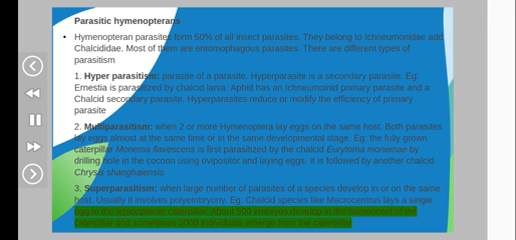 Parasitic hymenopterans
• Hymenopteran parasites form 50% of all insect parasites. They belong to Ichneumonidae and
Chalcididae. Most of them are entomophagous parasites. There are different types of
parasitism
1. Hyper parasitism: parasite of a parasite. Hyperparasite is a secondary parasite. Eg:
Ernestia is parasitized by chalcid larva. Aphid has an Ichneumonid primary parasite and a
Chalcid secondary parasite. Hyperparasites reduce or modify the efficiency of primary
parasite
2. Multiparasitism: when 2 or more Hymenoptera lay eggs on the same host. Both parasites
lay eggs almost at the same time or in the same developmental stage. Eg: the fully grown
caterpillar Monema flavescens is first parasitized by the chalcid Eurytoma monemae by
drilling hole in the cocoon using ovipositor and laying eggs. It is followed by another chalcid
Chrysis shanghaiensis
3. Superparasitism: when large number of parasites of a species develop in or on the same
host. Usually it involves polyembryony. Eg: Chalcid species like Macrocentrus lays a single
egg in the lepidopteran caterpillar. About 500 embryos develop in the haemocoel of the
caterpillar and sometimes 3000 individuals emerge from the caterpillar